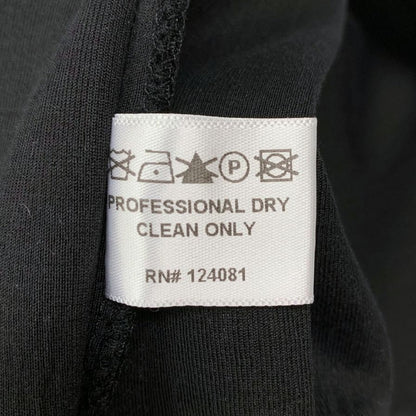 P
PROFESSIONAL DRY
CLEAN ONLY
RN# 124081